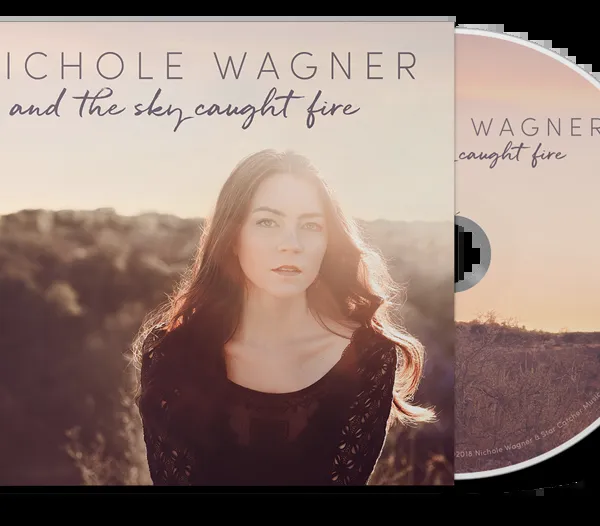 ICHOLE WAGNER
and the sky caught fire
WAGNER
caught fire
2018 Nichole Wagner & Star Catcher Music